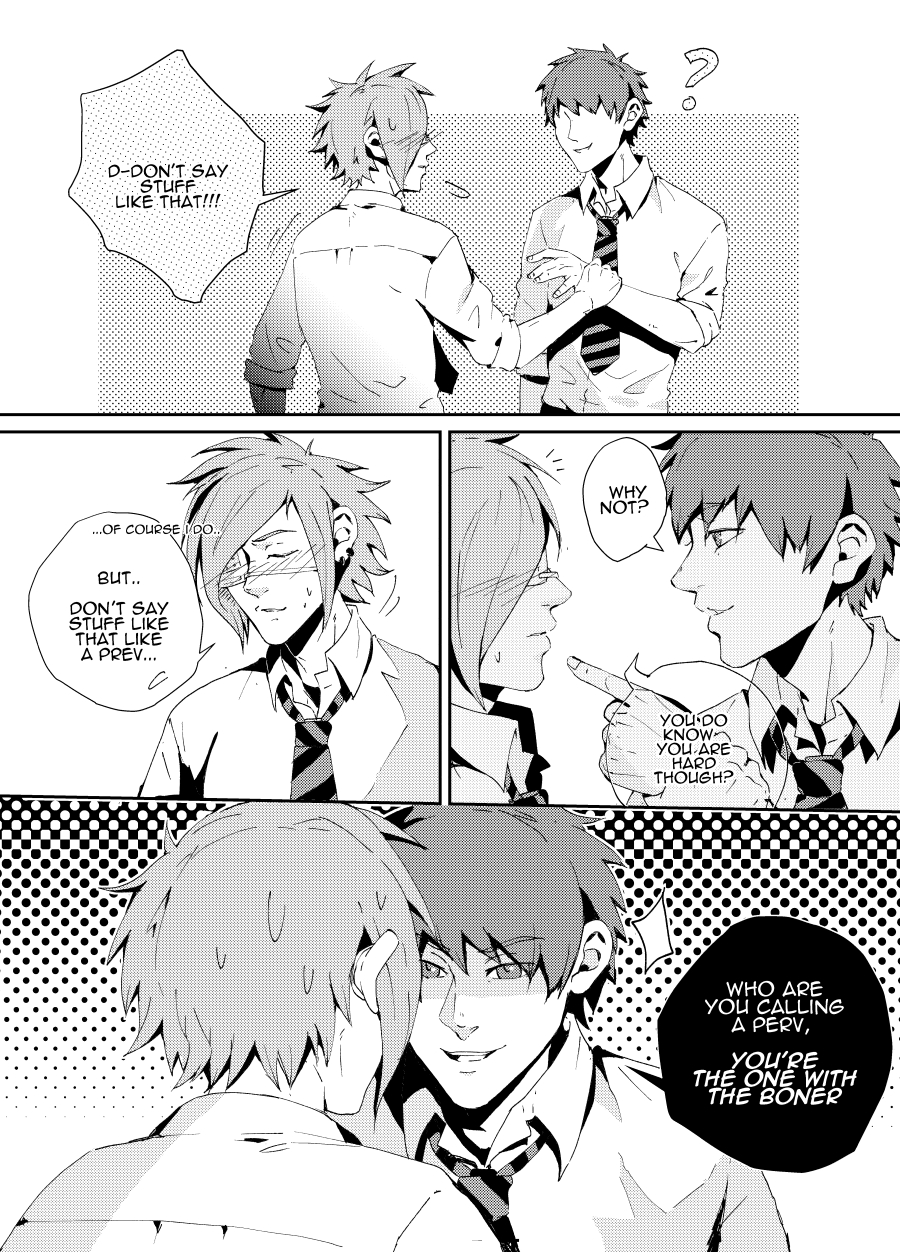 ?
D-DON'T SAY
STUFF
LIKE THAT!!!
...OF COURSE I DO..
BUT..
DON'T SAY
STUFF LIKE
THAT LIKE
A PREV...
WHY
NOT?
YOU DO
KNOW
YOU ARE
HARD
THOUGH?
WHO ARE
YOU CALLING
A PERV,
YOU'RE
THE ONE WITH
THE BONER